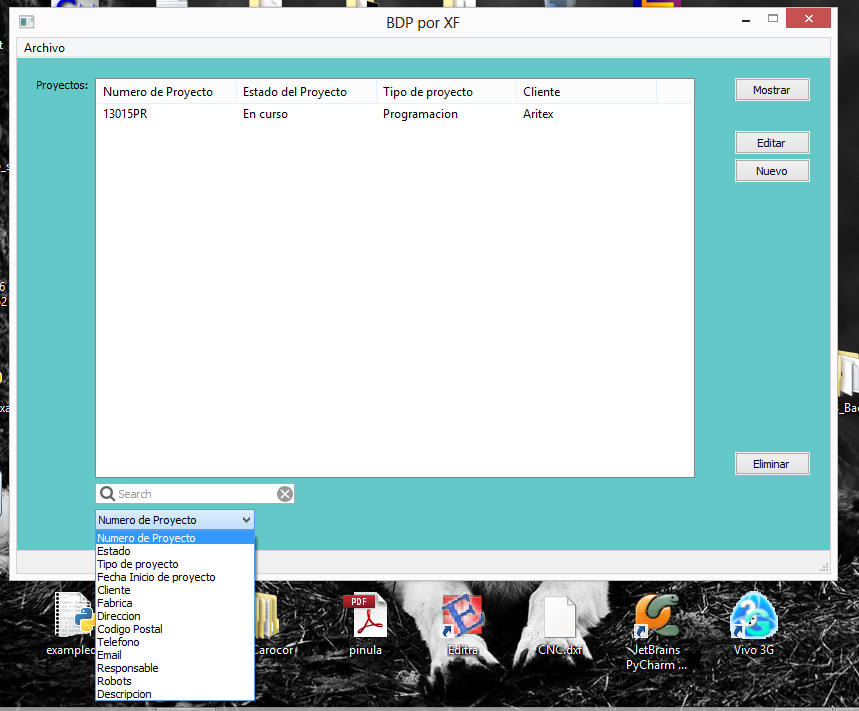 BDP por XF
Archivo
Proyectos:
Numero de Proyecto Estado del Proyecto Tipo de proyecto Cliente
13015PR En curso Programacion Aritex
Mostrar
Editar
Nuevo
Eliminar
Search
Numero de Proyecto
Numero de Proyecto
Estado
Tipo de proyecto
Fecha Inicio de proyecto
Cliente
Fabrica
Direccion
Codigo Postal
Telefono
Email
Responsable
Robots
Descripcion
Carocor
PDF
pinula
Editra
CNC.dxf
JetBrains
PyCharm ...
Vivo 3G